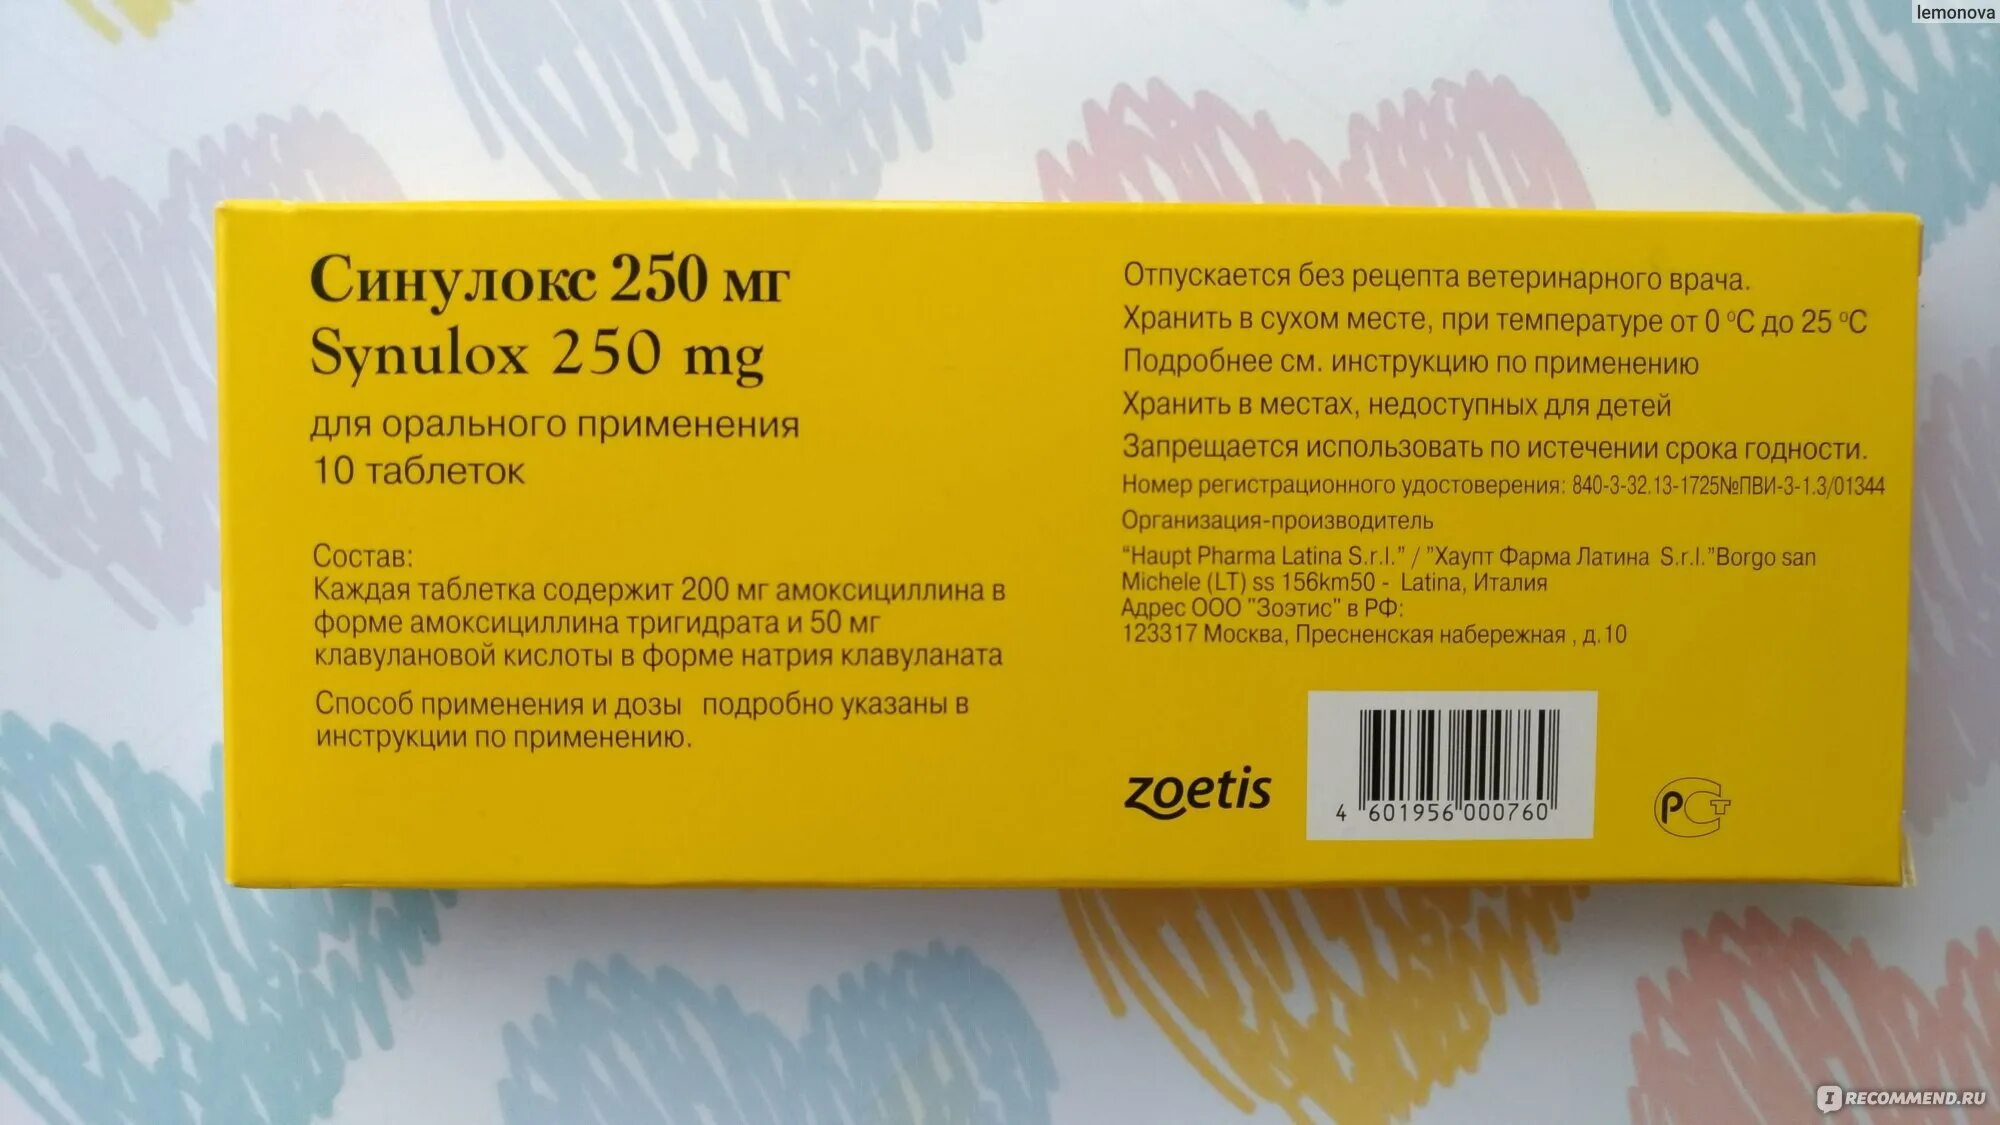 lemonova
Синулокс 250 мг
Synulox 250 mg
для орального применения
10 таблеток
Состав:
Каждая таблетка содержит 200 мг амоксициллина в
форме амоксициллина тригидрата и 50 мг
клавулановой кислоты в форме натрия клавуланата
Способ применения и дозы подробно указаны в
инструкции по применению.
Отпускается без рецепта ветеринарного врача.
Хранить в сухом месте, при температуре от 0 °C до 25 °C
Подробнее см. инструкцию по применению
Хранить в местах, недоступных для детей
Запрещается использовать по истечении срока годности.
Номер регистрационного удостоверения: 840-3-32.13-1725№ПВИ-3-1.3/01344
Организация-производитель
“Haupt Pharma Latina S.r.l.” / ”Хаупт Фарма Латина S.r.l.”Borgo san
Michele (LT) ss 156km50 - Latina, Италия
Адрес ООО "Зоэтис" в РФ:
123317 Москва, Пресненская набережная , д.10
zoetis
4 601956 000760
РСТ
IRECOMMEND.RU